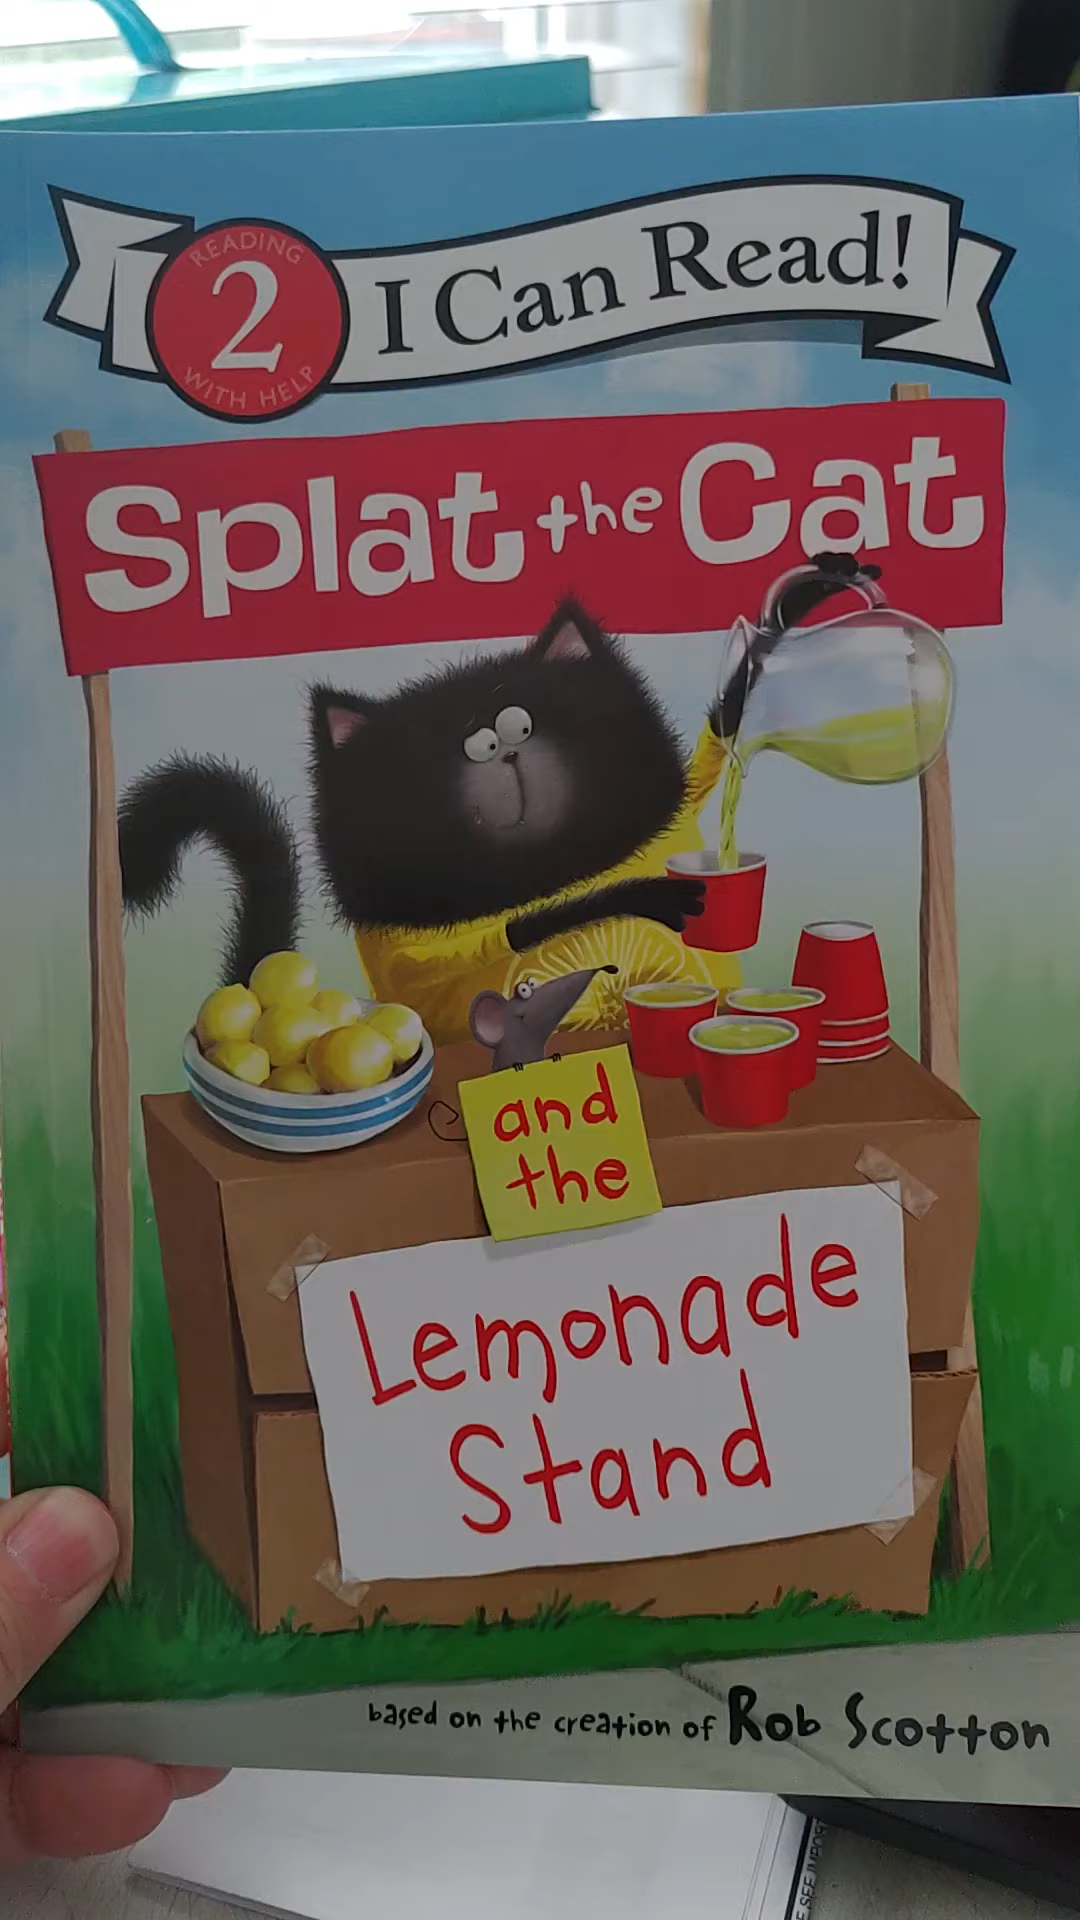 READING
2
WITH HELP
I Can Read!
Splat the Cat
and
the
Lemonade
Stand
based on the creation of Rob Scotton